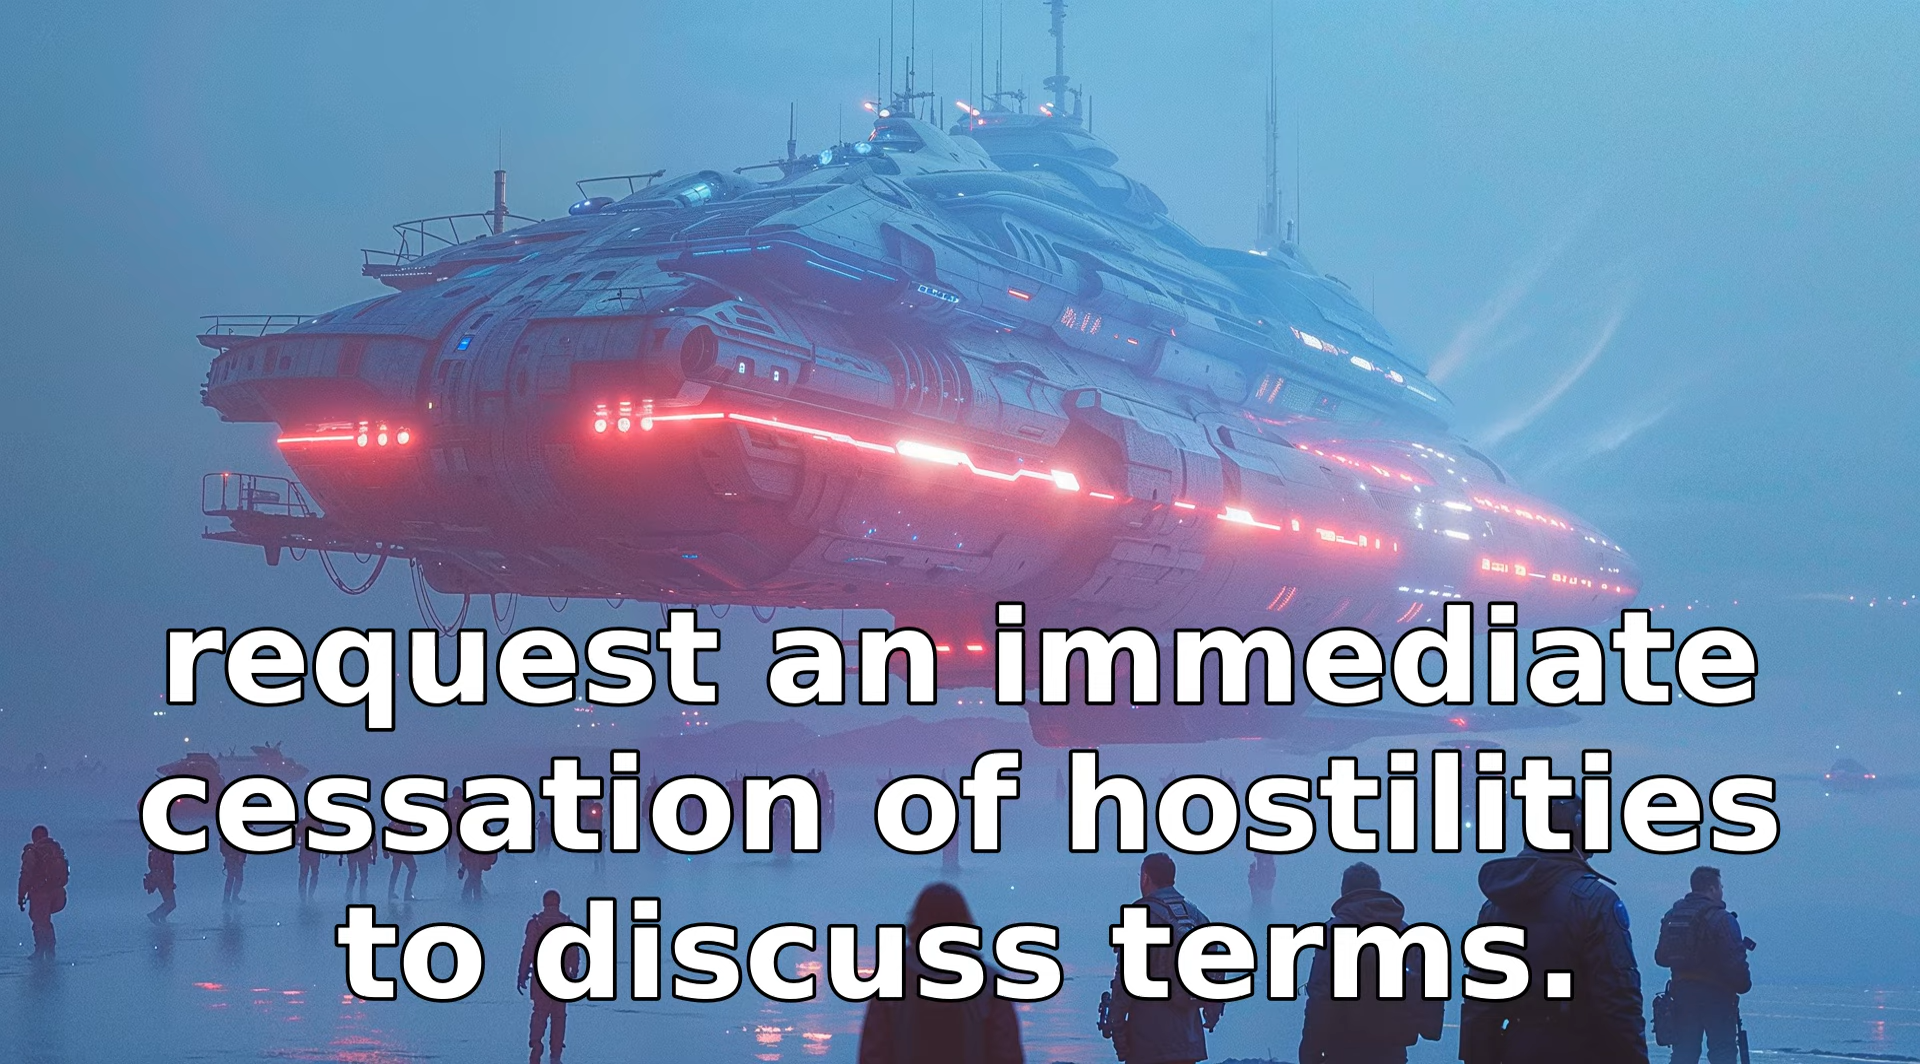 request an immediate
cessation of hostilities
to discuss terms.